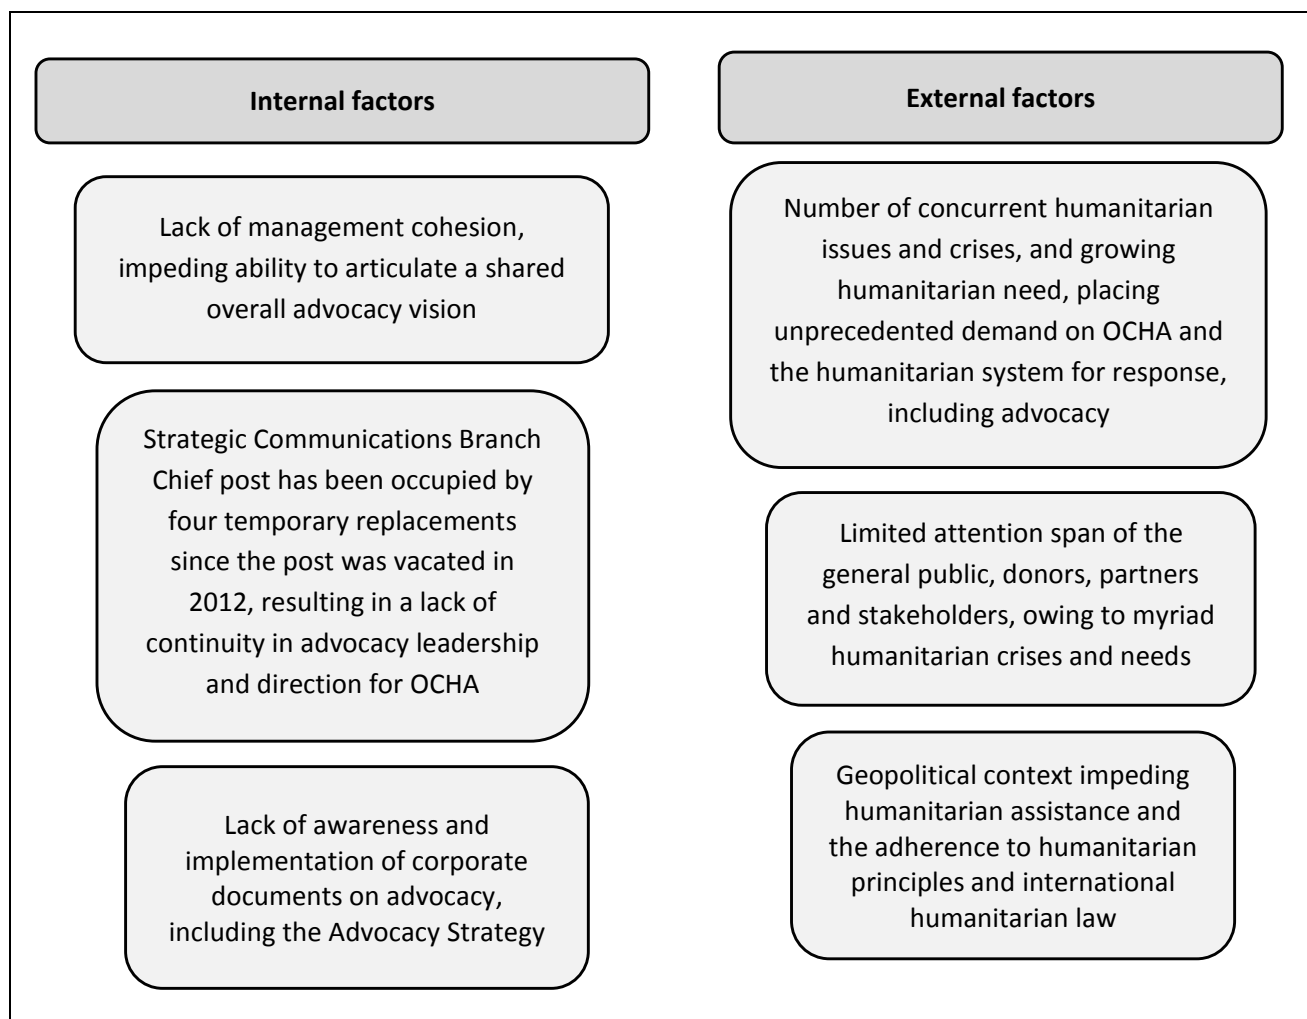 Internal factors
Lack of management cohesion,
impeding ability to articulate a shared
overall advocacy vision
Strategic Communications Branch
Chief post has been occupied by
four temporary replacements
since the post was vacated in
2012, resulting in a lack of
continuity in advocacy leadership
and direction for OCHA
Lack of awareness and
implementation of corporate
documents on advocacy,
including the Advocacy Strategy
External factors
Number of concurrent humanitarian
issues and crises, and growing
humanitarian need, placing
unprecedented demand on OCHA and
the humanitarian system for response,
including advocacy
Limited attention span of the
general public, donors, partners
and stakeholders, owing to myriad
humanitarian crises and needs
Geopolitical context impeding
humanitarian assistance and
the adherence to humanitarian
principles and international
humanitarian law